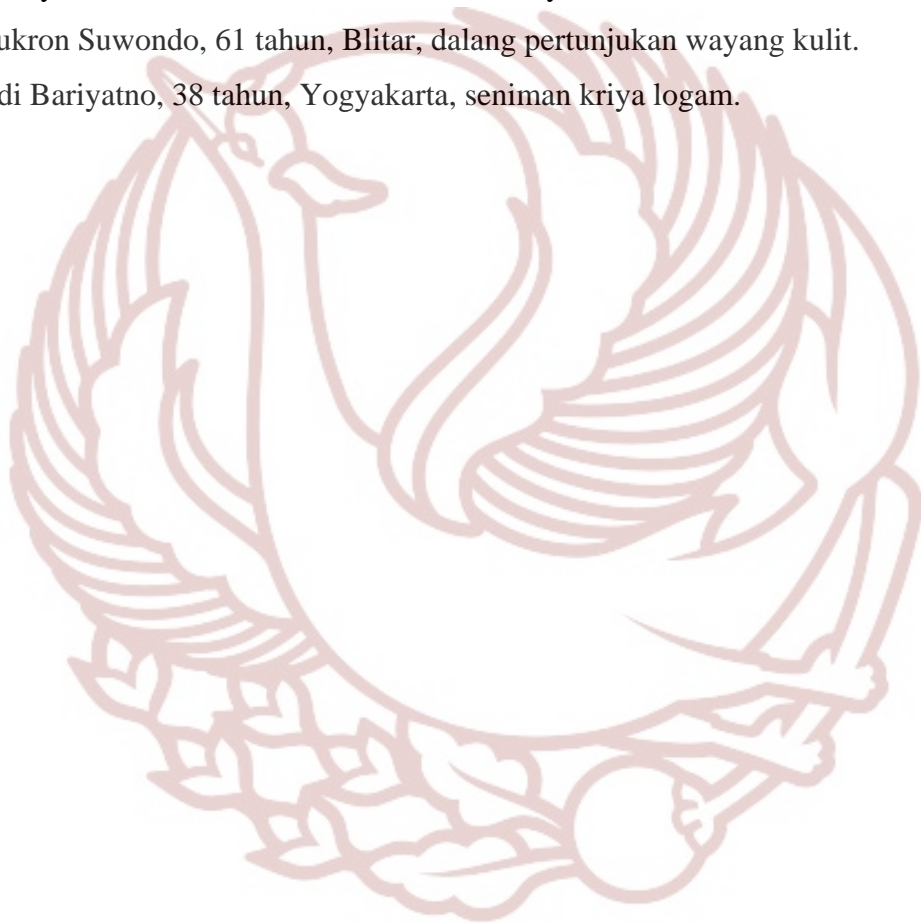 ukron Suwondo, 61 tahun, Blitar, dalang pertunjukan wayang kulit.
di Bariyatno, 38 tahun, Yogyakarta, seniman kriya logam.